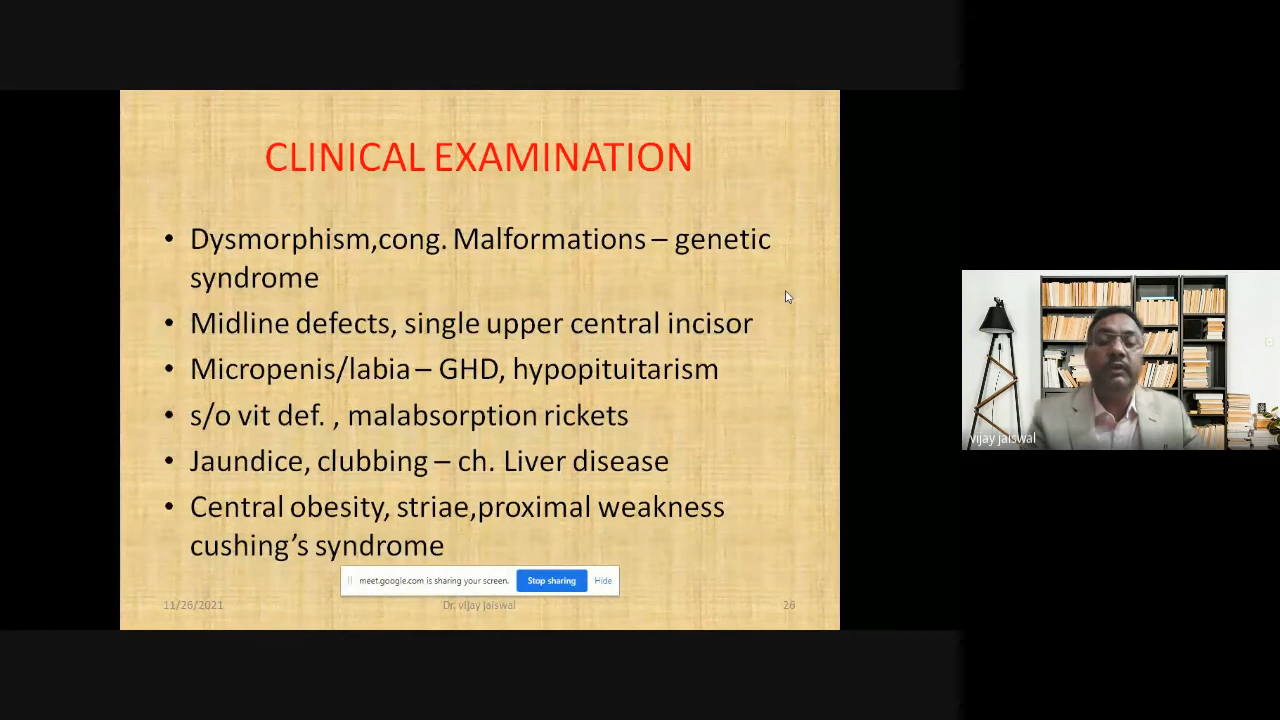 CLINICAL EXAMINATION
• Dysmorphism,cong. Malformations – genetic
syndrome
• Midline defects, single upper central incisor
• Micropenis/labia – GHD, hypopituitarism
• s/o vit def. , malabsorption rickets
• Jaundice, clubbing – ch. Liver disease
• Central obesity, striae,proximal weakness
cushing's syndrome
meet.google.com is sharing your screen. Stop sharing Hide
11/26/2021 Dr. vijay jaiswal 26
vijay jaiswal